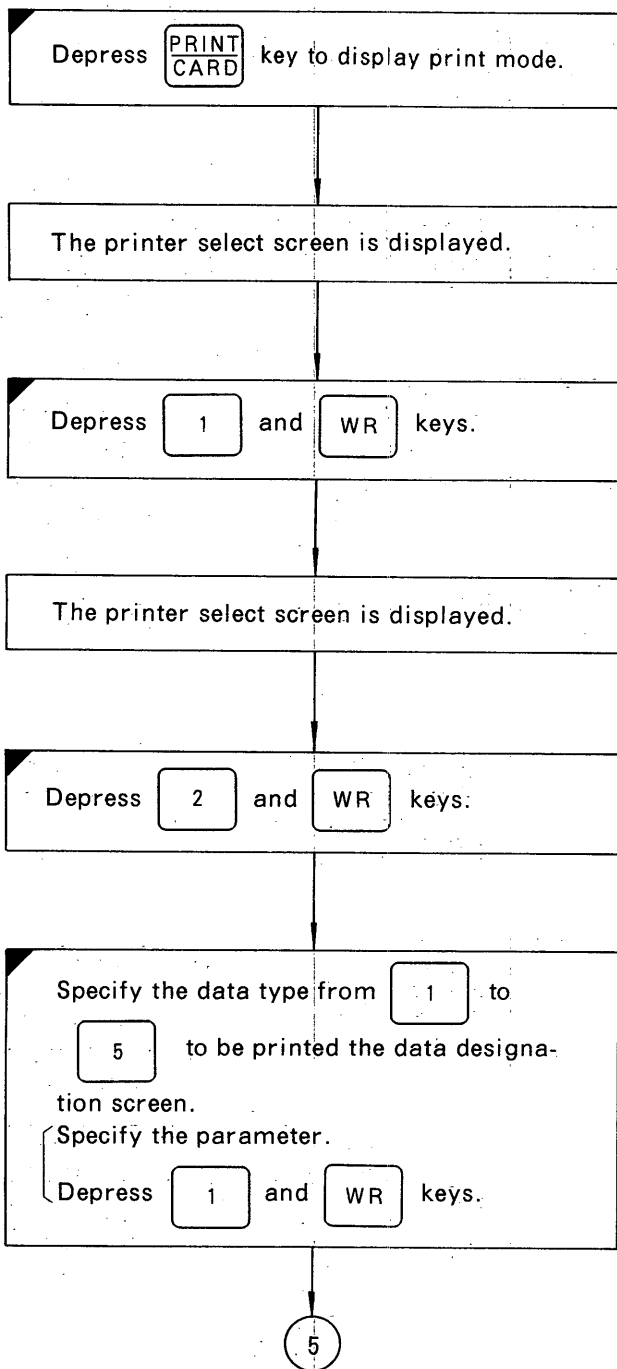 Depress PRINT CARD key to display print mode.
The printer select screen is displayed.
Depress 1 and WR keys.
The printer select screen is displayed.
Depress 2 and WR keys.
Specify the data type from 1 to
5 to be printed the data designa-
tion screen.
Specify the parameter.
Depress 1 and WR keys.
5